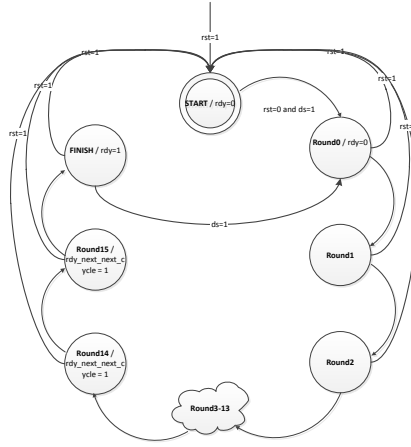 rst=1
rst=1
rst=1
rst=1
rst=1
rst=1
rst=
rst=1
START / rdy=0
rst=0 and ds=1
FINISH / rdy=1
Round0 / rdy=0
ds=1
Round15 /
rdy_next_next_c
ycle = 1
Round1
Round14 /
rdy_next_next_c
ycle = 1
Round2
Round3-13